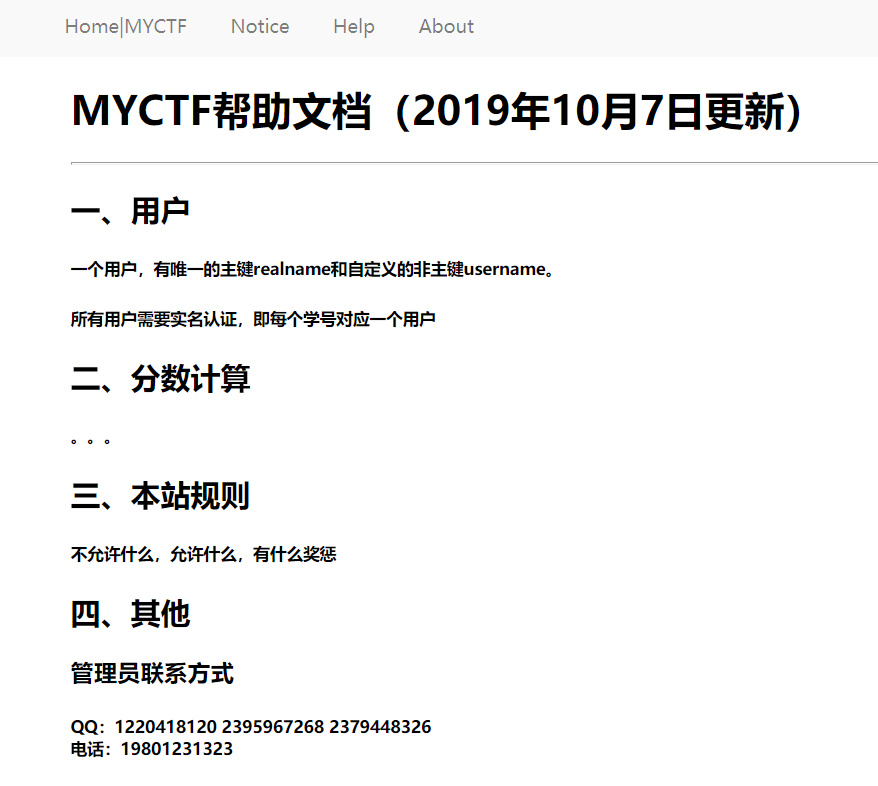 Home|MYCTF Notice Help About
MYCTF帮助文档（2019年10月7日更新）
一、用户
一个用户，有唯一的主键realname和自定义的非主键username。
所有用户需要实名认证，即每个学号对应一个用户
二、分数计算
。。。
三、本站规则
不允许什么，允许什么，有什么奖惩
四、其他
管理员联系方式
QQ：1220418120 2395967268 2379448326
电话：19801231323